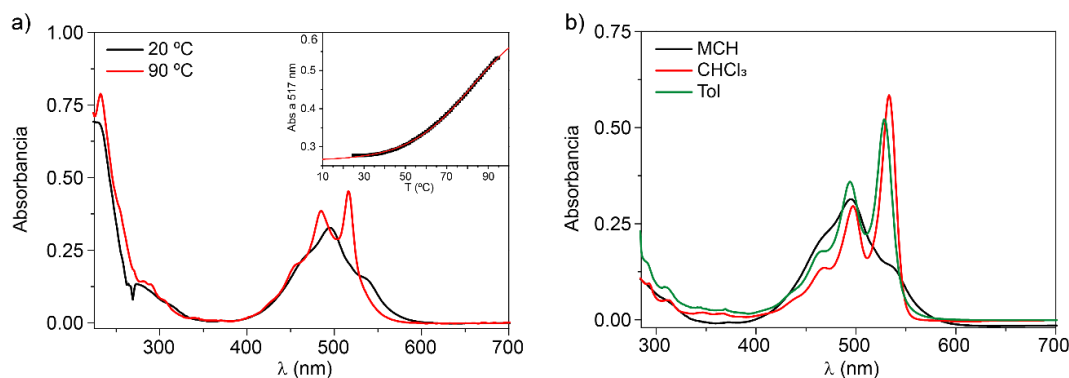 a)
20 ºC
90 ºC
Absorbancia
1.00
0.75
0.50
0.25
0.00
300 400 500 600 700
λ (nm)
Abs a 517 nm
0.6
0.5
0.4
0.3
10 30 50 70 90
T (ºC)
b)
MCH
CHCl₃
Tol
Absorbancia
0.75
0.50
0.25
0.00
285 400 500 600 700
λ (nm)